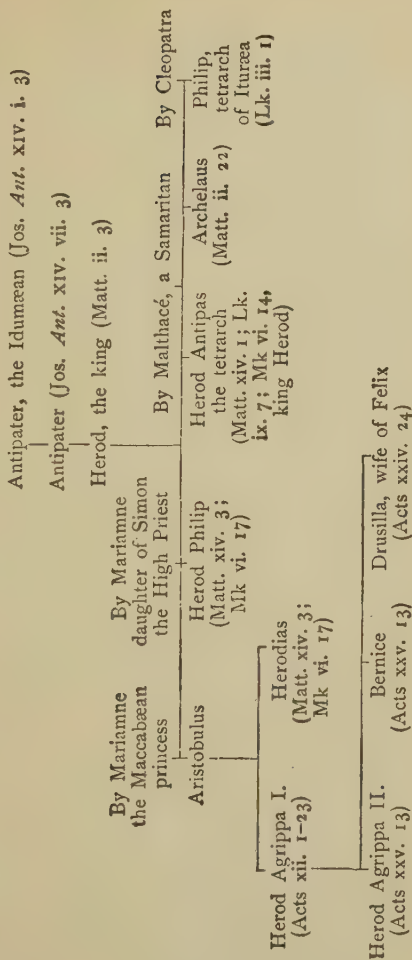 Antipater, the Idumæan (Jos. Ant. XIV. i. 3)
Antipater (Jos. Ant. XIV. vii. 3)
Herod, the king (Matt. ii. 3)
By Mariamne
the Maccabæan
princess
By Mariamne
daughter of Simon
the High Priest
By Malthacé, a Samaritan
By Cleopatra
Aristobulus
Herod Philip
(Matt. xiv. 3;
Mk vi. 17)
Herod Antipas
the tetrarch
(Matt. xiv. 1; Lk.
ix. 7; Mk vi. 14,
king Herod)
Archelaus
(Matt. ii. 22)
Philip,
tetrarch
of Ituræa
(Lk. iii. 1)
Herod Agrippa I.
(Acts xii. 1-23)
Herodias
(Matt. xiv. 3;
Mk vi. 17)
Herod Agrippa II.
(Acts xxv. 13)
Bernice
(Acts xxv. 13)
Drusilla, wife of Felix
(Acts xxiv. 24)